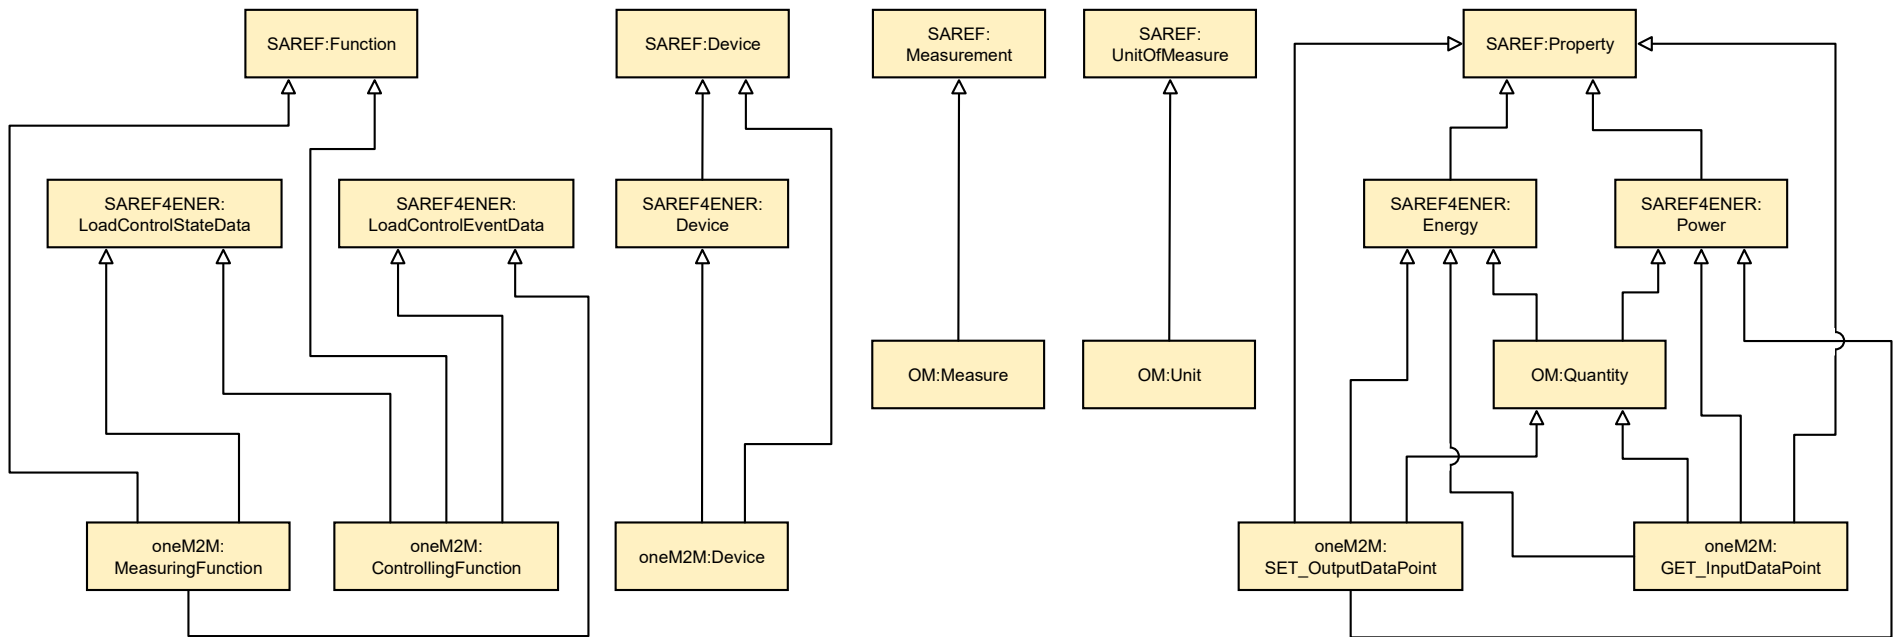 SAREF:Function
SAREF:Device
SAREF:
Measurement
SAREF:
UnitOfMeasure
SAREF:Property
SAREF4ENER:
LoadControlStateData
SAREF4ENER:
LoadControlEventData
SAREF4ENER:
Device
SAREF4ENER:
Energy
SAREF4ENER:
Power
OM:Measure
OM:Unit
OM:Quantity
oneM2M:
MeasuringFunction
oneM2M:
ControllingFunction
oneM2M:Device
oneM2M:
SET_OutputDataPoint
oneM2M:
GET_InputDataPoint